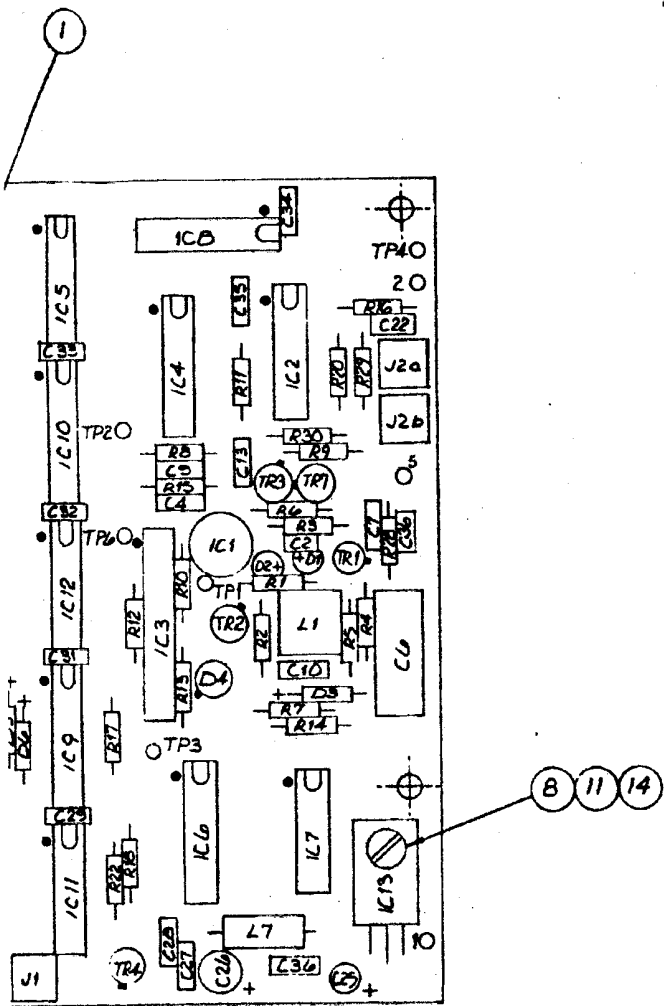 1
C34
IC8
TP4
2
IC5
C35
R16
C22
IC4
R11
IC2
R20
R29
J2a
C33
J2b
IC10
TP2
R30
R9
R8
C9
R15
C4
C13
TR3
TR7
5
C32
R6
R3
C7
C36
TP6
IC1
C2
R28
D2+
+D1
TR1
R10
TP1
R1
IC12
R12
IC3
TR2
R2
L1
R5
R4
C6
C31
R13
D4
C10
+
D3
R7
R14
+
D6
IC9
R17
TP3
8
11
14
C29
IC6
IC7
IC13
IC11
R22
R18
L7
C28
C27
10
J1
TR4
C26
+
C36
C25
+